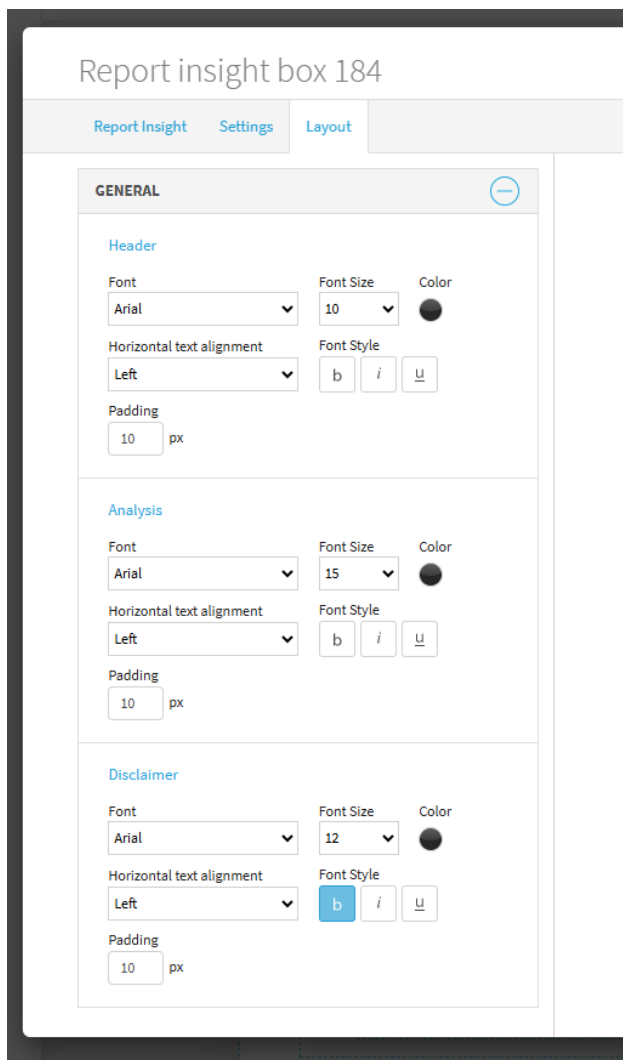 Report insight box 184
Report Insight Settings Layout
GENERAL
Header
Font Font Size Color
Arial 10
Horizontal text alignment Font Style
Left b i u
Padding
10 px
Analysis
Font Font Size Color
Arial 15
Horizontal text alignment Font Style
Left b i u
Padding
10 px
Disclaimer
Font Font Size Color
Arial 12
Horizontal text alignment Font Style
Left b i u
Padding
10 px